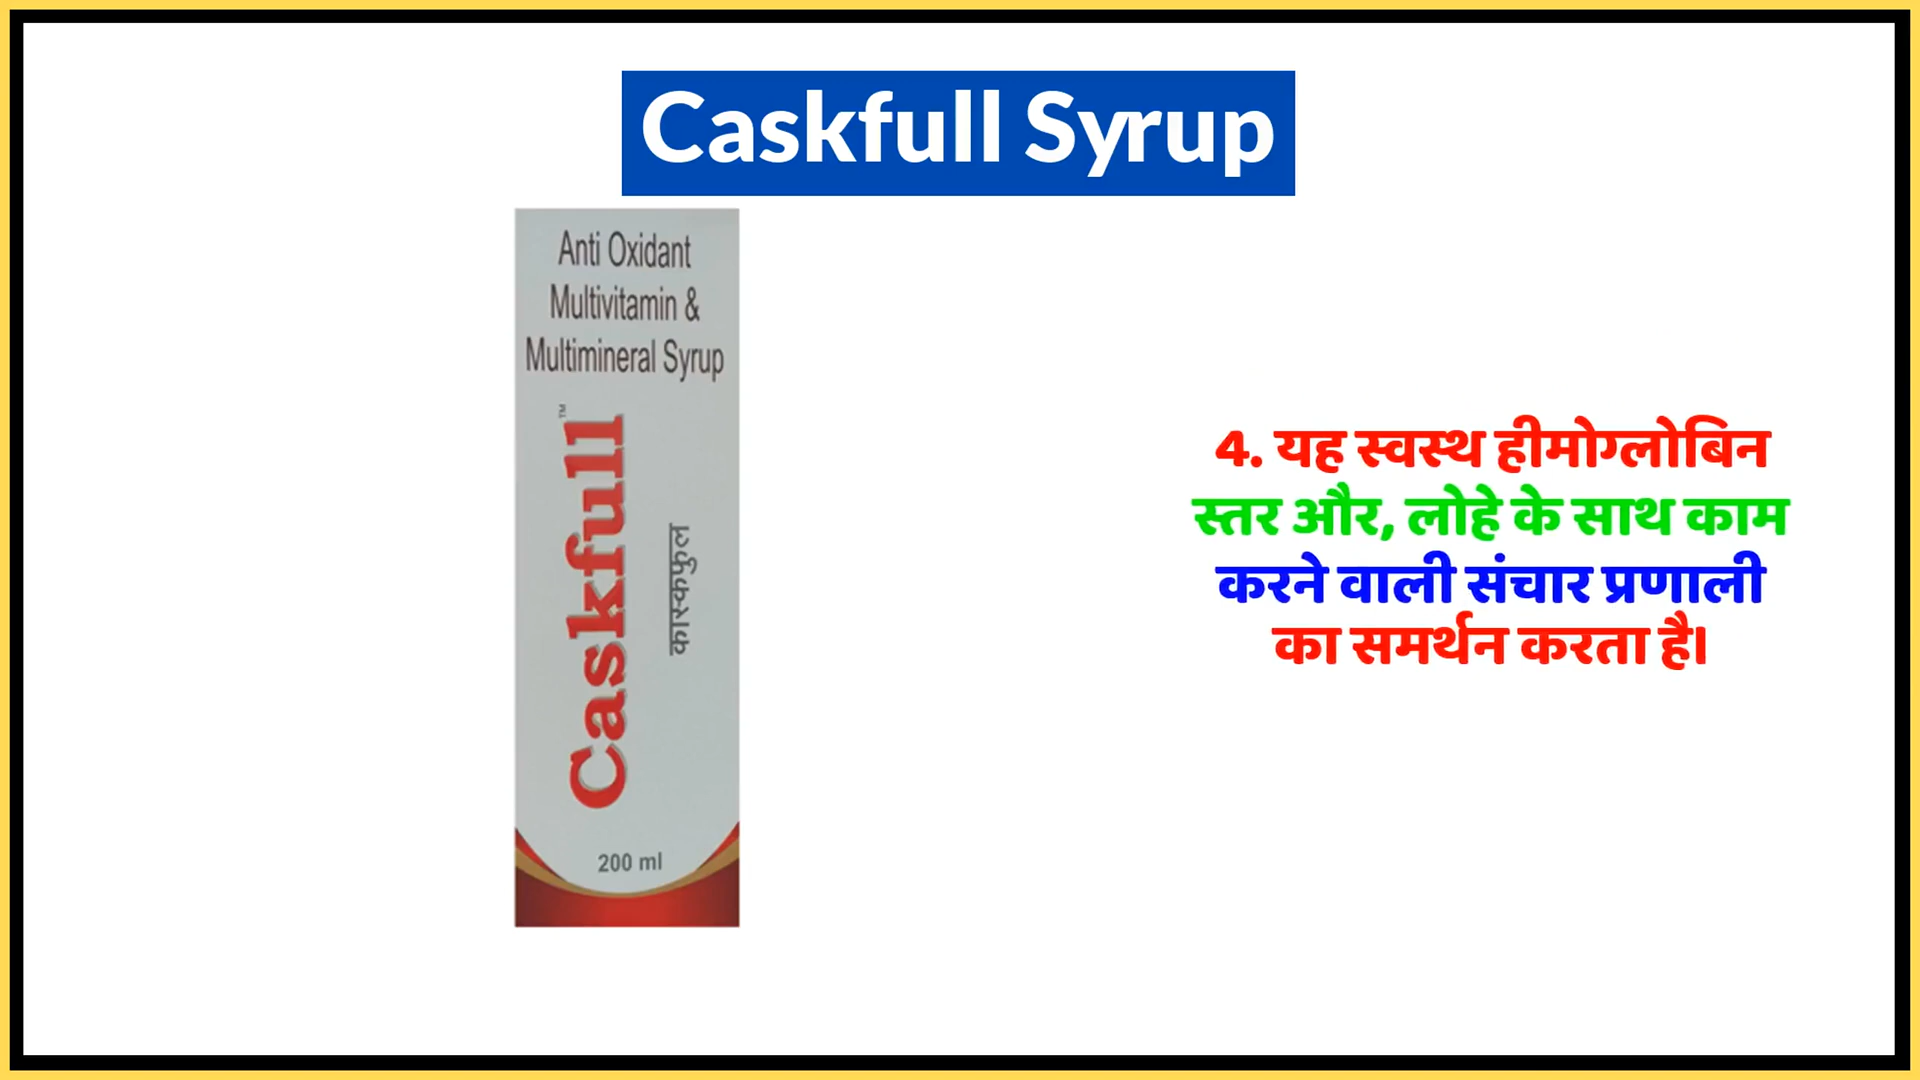 Caskfull Syrup
Anti Oxidant
Multivitamin &
Multimineral Syrup
Caskfull™
कास्कफुल
200 ml
4. यह स्वस्थ हीमोग्लोबिन
स्तर और, लोहे के साथ काम
करने वाली संचार प्रणाली
का समर्थन करता है।